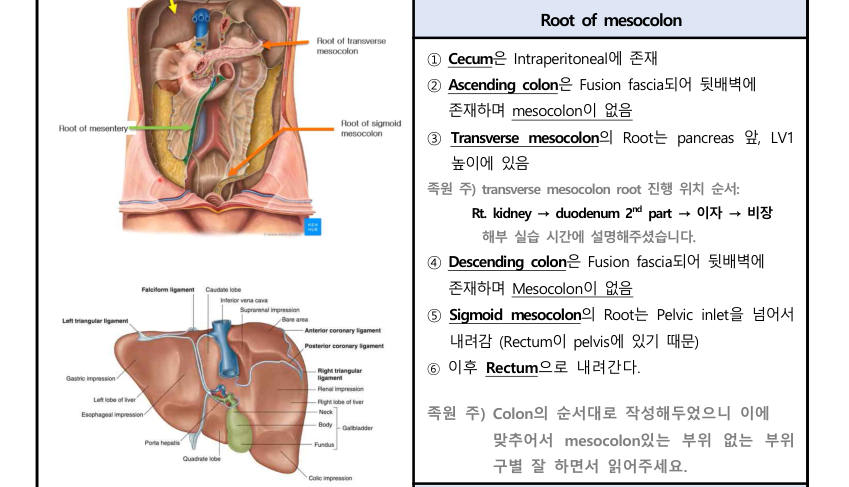 Root of transverse
mesocolon
Root of mesentery
Root of sigmoid
mesocolon
Falciform ligament
Caudate lobe
Inferior vena cava
Suprarenal impression
Bare area
Left triangular ligament
Anterior coronary ligament
Posterior coronary ligament
Right triangular
ligament
Gastric impression
Renal impression
Left lobe of liver
Right lobe of liver
Esophageal impression
Neck
Body
Gallbladder
Porta hepatis
Fundus
Quadrate lobe
Colic impression
Root of mesocolon
① Cecum은 Intraperitoneal에 존재
② Ascending colon은 Fusion fascia되어 뒷배벽에
존재하며 mesocolon이 없음
③ Transverse mesocolon의 Root는 pancreas 앞, LV1
높이에 있음
족원 주) transverse mesocolon root 진행 위치 순서:
Rt. kidney → duodenum 2nd part → 이자 → 비장
해부 실습 시간에 설명해주셨습니다.
④ Descending colon은 Fusion fascia되어 뒷배벽에
존재하며 Mesocolon이 없음
⑤ Sigmoid mesocolon의 Root는 Pelvic inlet을 넘어서
내려감 (Rectum이 pelvis에 있기 때문)
⑥ 이후 Rectum으로 내려간다.
족원 주) Colon의 순서대로 작성해두었으니 이에
맞추어서 mesocolon있는 부위 없는 부위
구별 잘 하면서 읽어주세요.